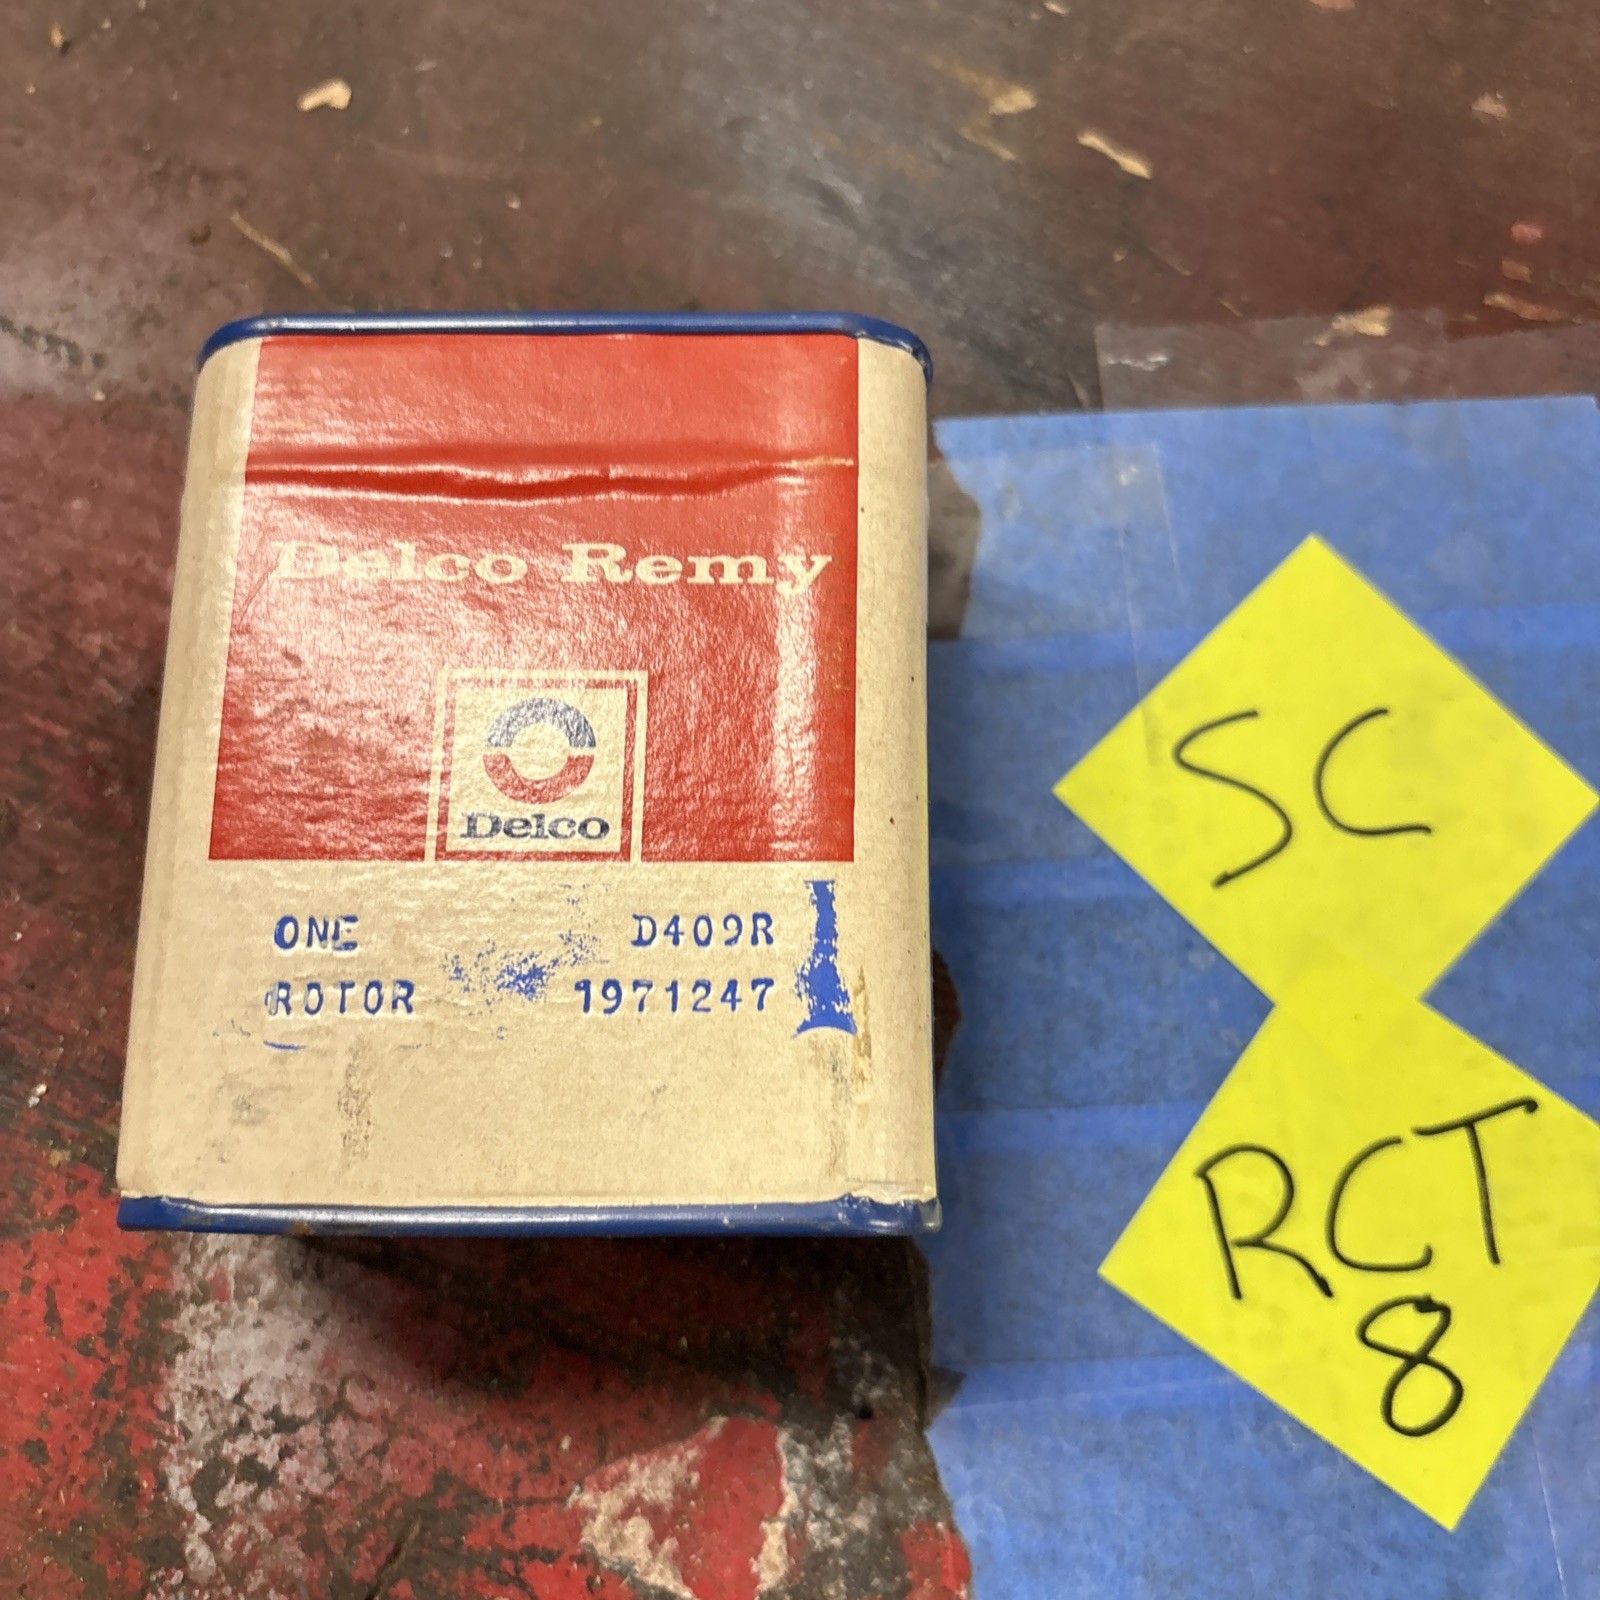 Delco Remy
Delco
ONE D409R
ROTOR 1971247
SC
RCT
8